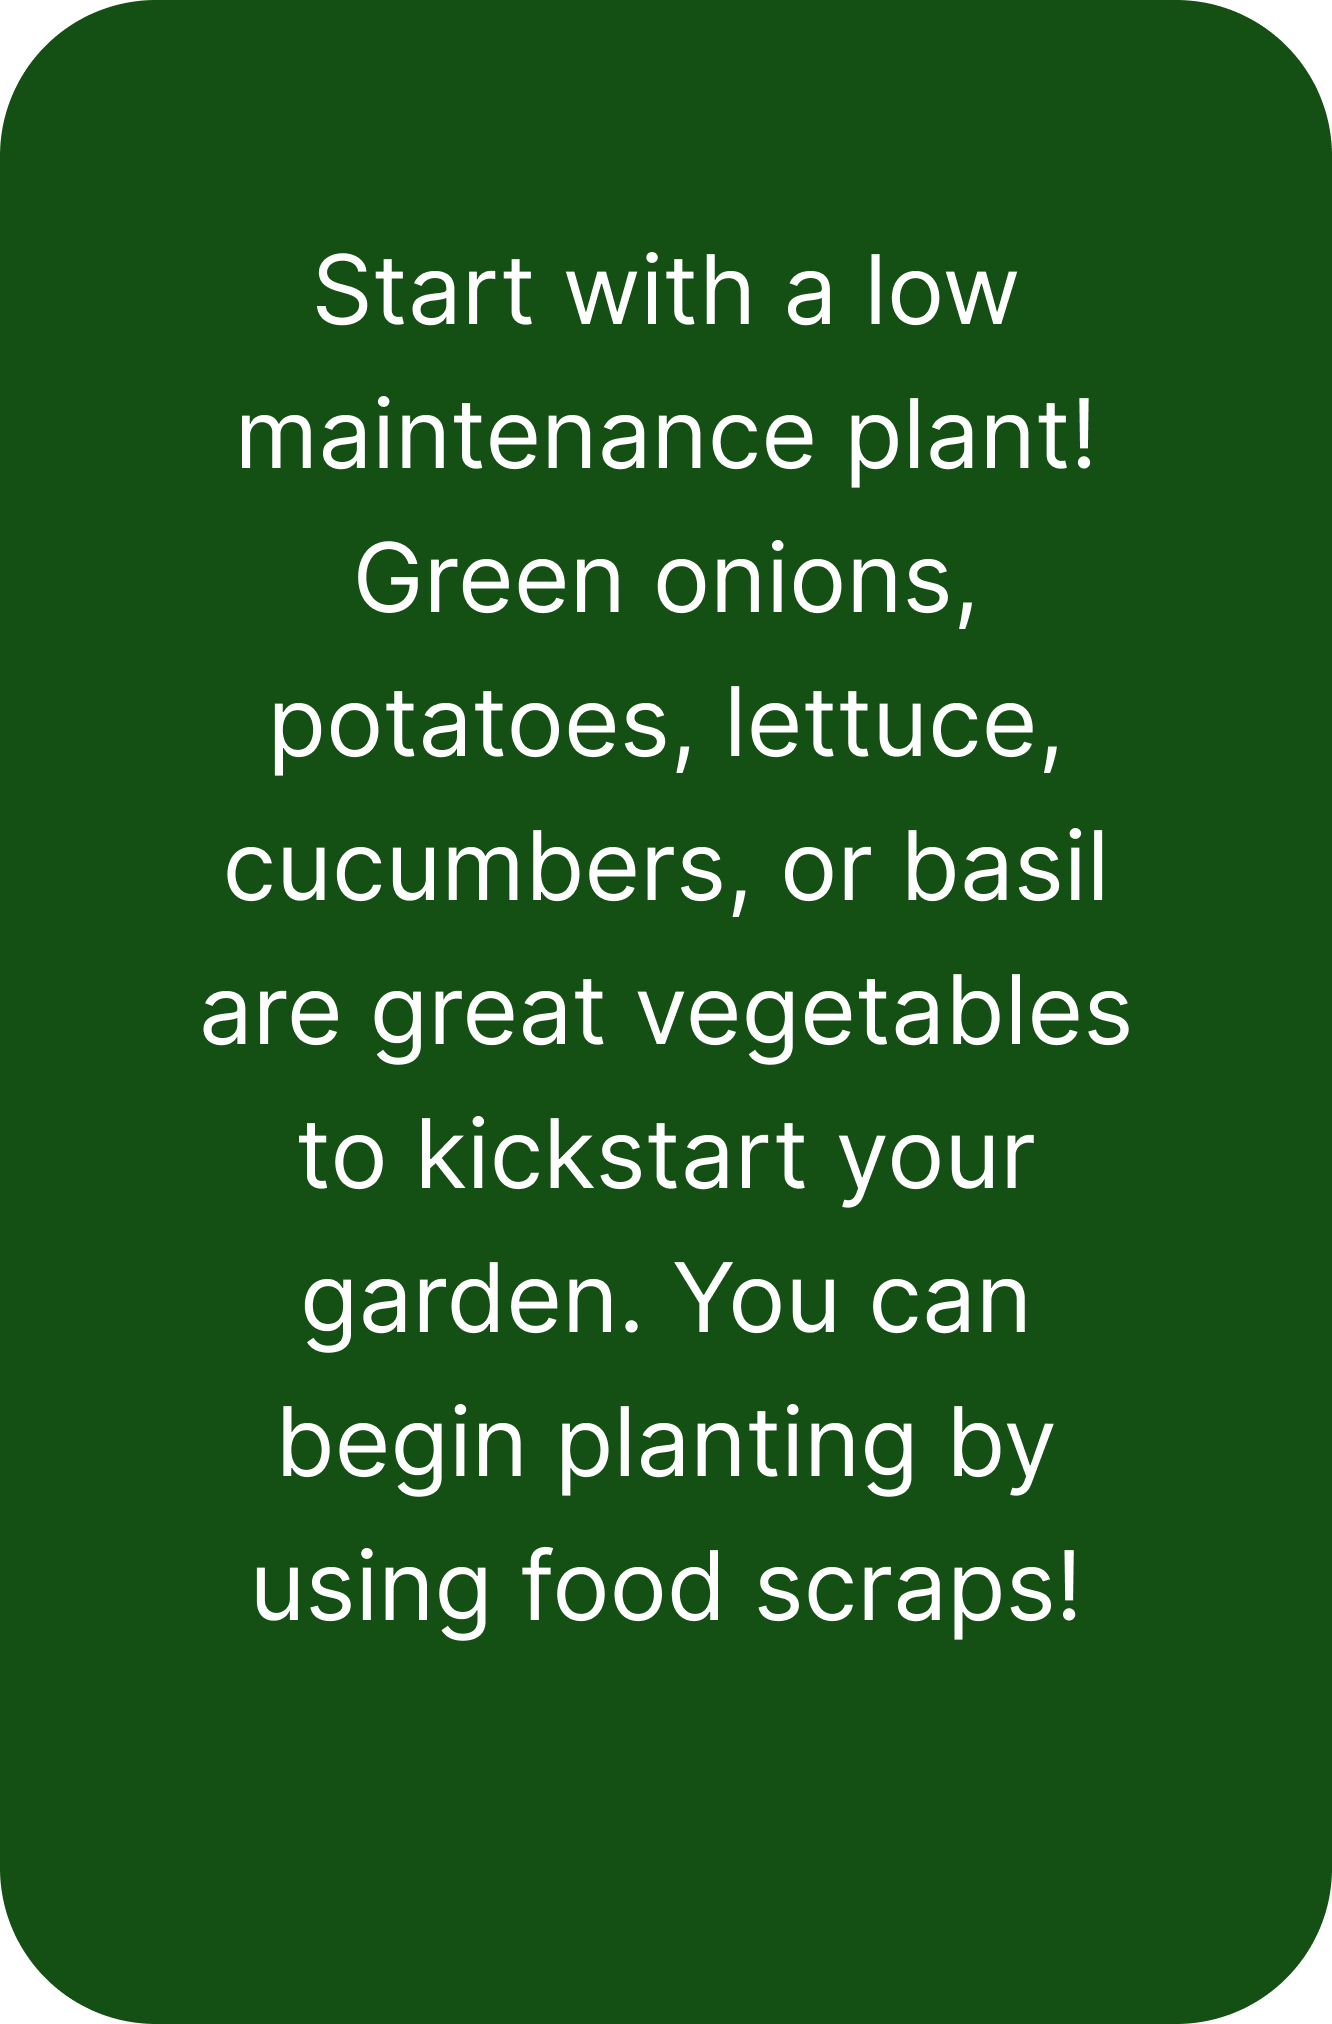 Start with a low
maintenance plant!
Green onions,
potatoes, lettuce,
cucumbers, or basil
are great vegetables
to kickstart your
garden. You can
begin planting by
using food scraps!